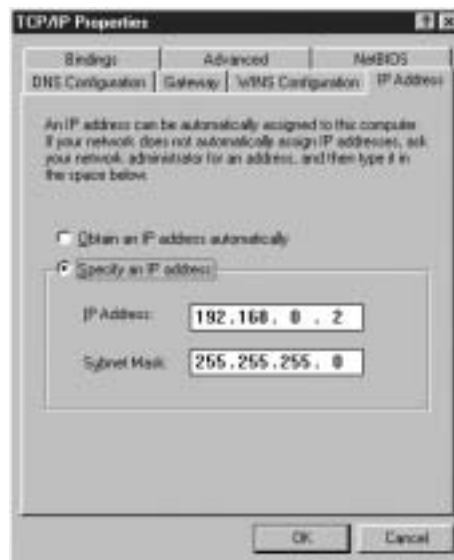 TCP/IP Properties
Bindings Advanced NetBIOS
DNS Configuration Gateway WINS Configuration IP Address
An IP address can be automatically assigned to this computer.
If your network does not automatically assign IP addresses, ask
your network administrator for an address, and then type it in
the space below.
Obtain an IP address automatically
Specify an IP address:
IP Address: 192.168. 0 . 2
Subnet Mask: 255.255.255. 0
OK Cancel